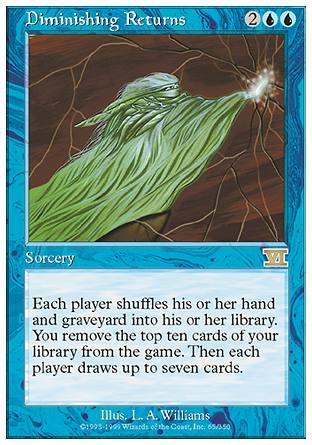 Diminishing Returns 2
Sorcery VI
Each player shuffles his or her hand
and graveyard into his or her library.
You remove the top ten cards of your
library from the game. Then each
player draws up to seven cards.
Illus. L. A. Williams
©1993-1999 Wizards of the Coast, Inc. 65/350